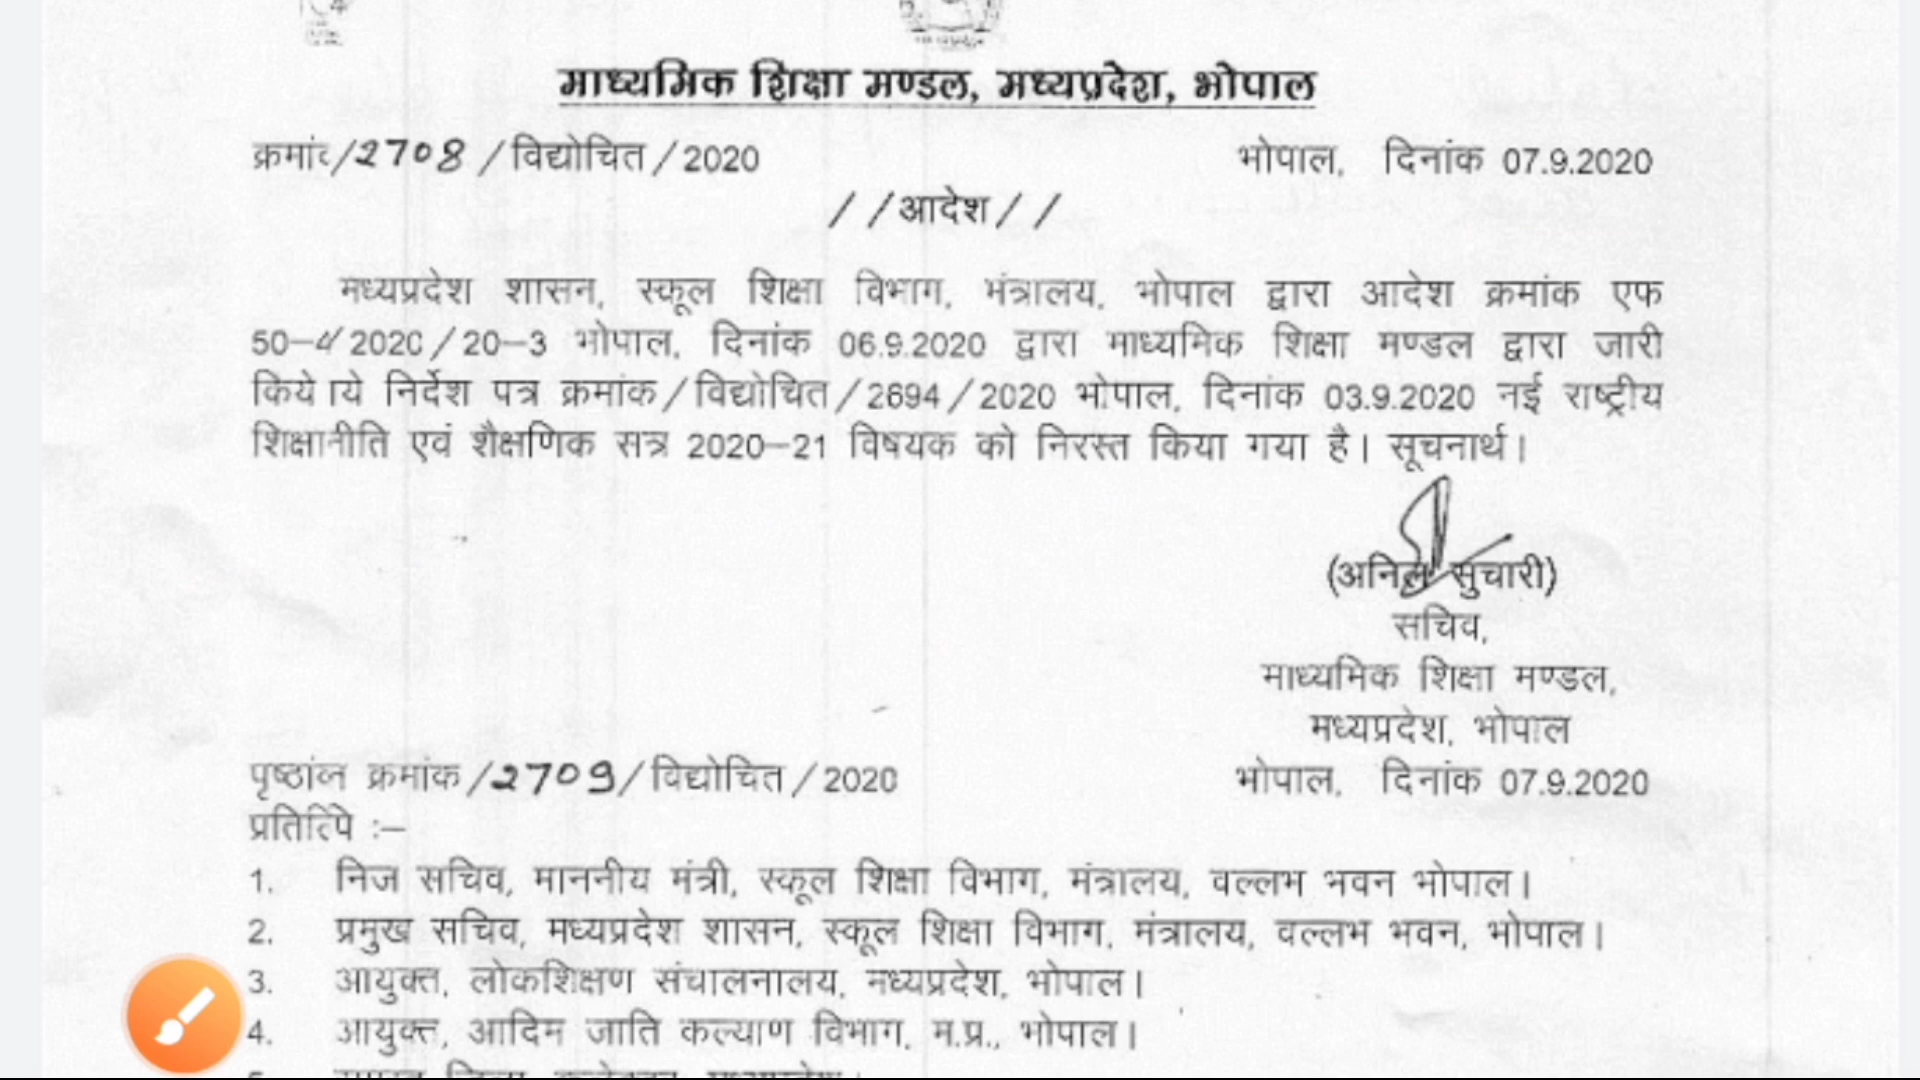 माध्यमिक शिक्षा मण्डल, मध्यप्रदेश, भोपाल
क्रमांक/2708/विद्योचित/2020 भोपाल, दिनांक 07.9.2020
//आदेश//
मध्यप्रदेश शासन, स्कूल शिक्षा विभाग, मंत्रालय, भोपाल द्वारा आदेश क्रमांक एफ
50-4/2020/20-3 भोपाल, दिनांक 06.9.2020 द्वारा माध्यमिक शिक्षा मण्डल द्वारा जारी
किये गये निर्देश पत्र क्रमांक/विद्योचित/2694/2020 भोपाल, दिनांक 03.9.2020 नई राष्ट्रीय
शिक्षानीति एवं शैक्षणिक सत्र 2020-21 विषयक को निरस्त किया गया है। सूचनार्थ।
(अनिल सुचारी)
सचिव,
माध्यमिक शिक्षा मण्डल,
मध्यप्रदेश, भोपाल
पृष्ठांकन क्रमांक/2709/विद्योचित/2020 भोपाल, दिनांक 07.9.2020
प्रतिलिपि :-
1. निज सचिव, माननीय मंत्री, स्कूल शिक्षा विभाग, मंत्रालय, वल्लभ भवन भोपाल।
2. प्रमुख सचिव, मध्यप्रदेश शासन, स्कूल शिक्षा विभाग, मंत्रालय, वल्लभ भवन, भोपाल।
3. आयुक्त, लोकशिक्षण संचालनालय, मध्यप्रदेश, भोपाल।
4. आयुक्त, आदिम जाति कल्याण विभाग, म.प्र., भोपाल।